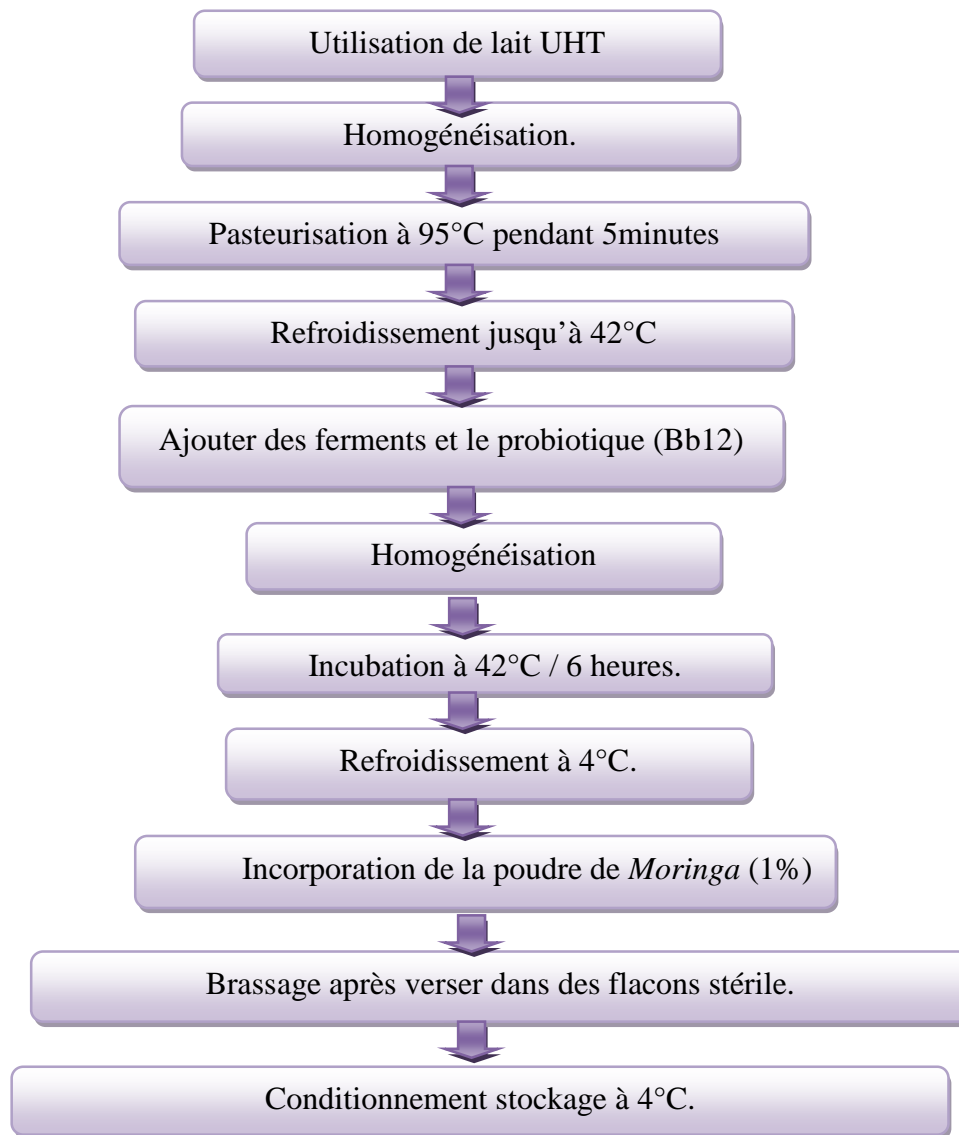 Utilisation de lait UHT
Homogénéisation.
Pasteurisation à 95°C pendant 5minutes
Refroidissement jusqu’à 42°C
Ajouter des ferments et le probiotique (Bb12)
Homogénéisation
Incubation à 42°C / 6 heures.
Refroidissement à 4°C.
Incorporation de la poudre de Moringa (1%)
Brassage après verser dans des flacons stérile.
Conditionnement stockage à 4°C.